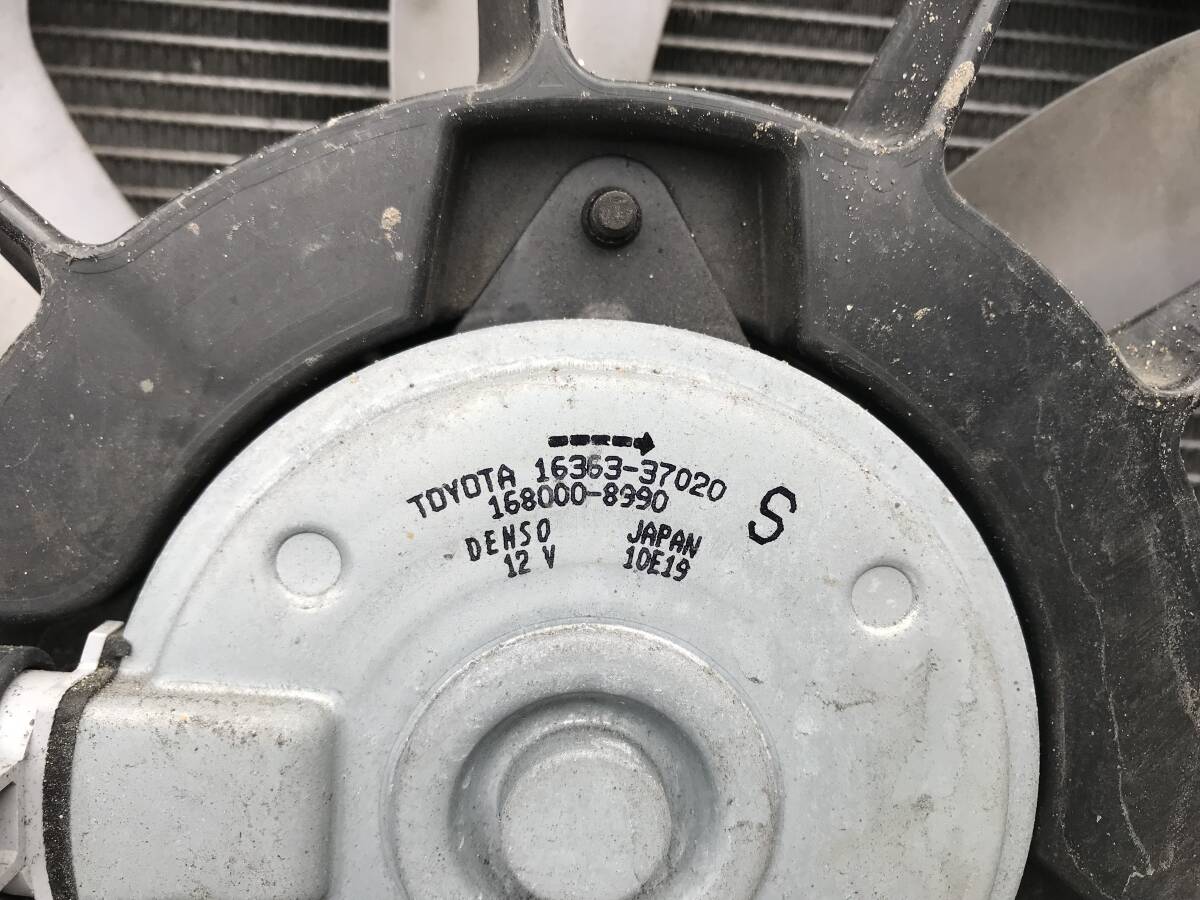 TOYOTA 16363-37020
168000-8990
S
DENSO JAPAN
12 V 10E19